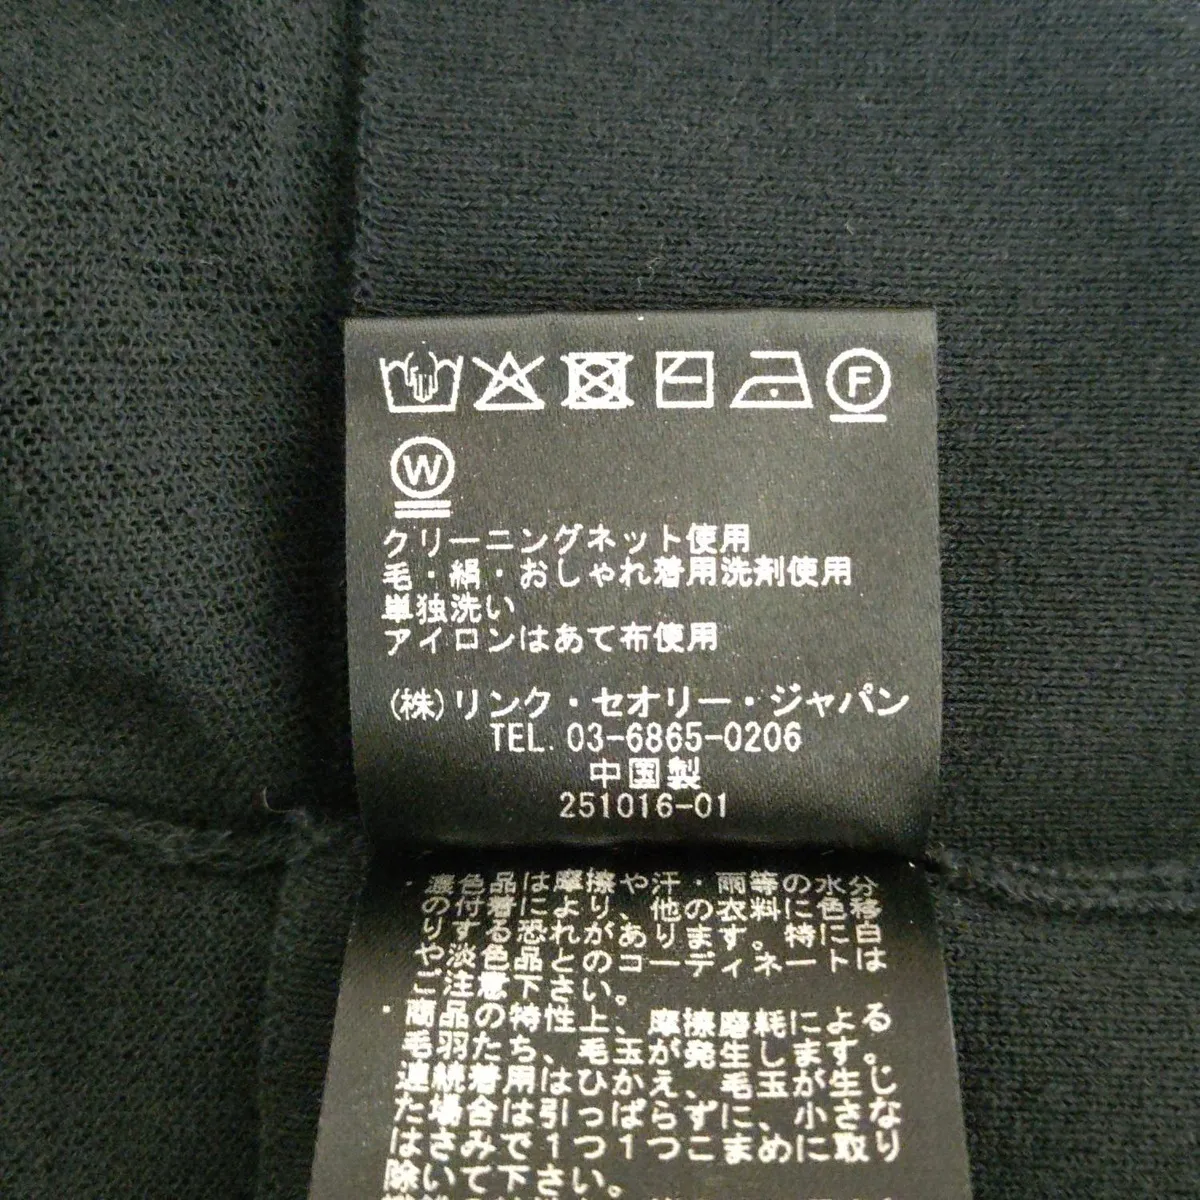 F
W
クリーニングネット使用
毛・絹・おしゃれ着用洗剤使用
単独洗い
アイロンはあて布使用
(株)リンク・セオリー・ジャパン
TEL. 03-6865-0206
中国製
251016-01
・濃色品は摩擦や汗・雨等の水分
の付着により、他の衣料に色移
りする恐れがあります。特に白
や淡色品とのコーディネートは
ご注意下さい。
・商品の特性上、摩擦磨耗による
毛羽たち、毛玉が発生します。
連続着用はひかえ、毛玉が生じ
た場合は引っぱらずに、小さな
はさみで1つ1つこまめに取り
除いて下さい。